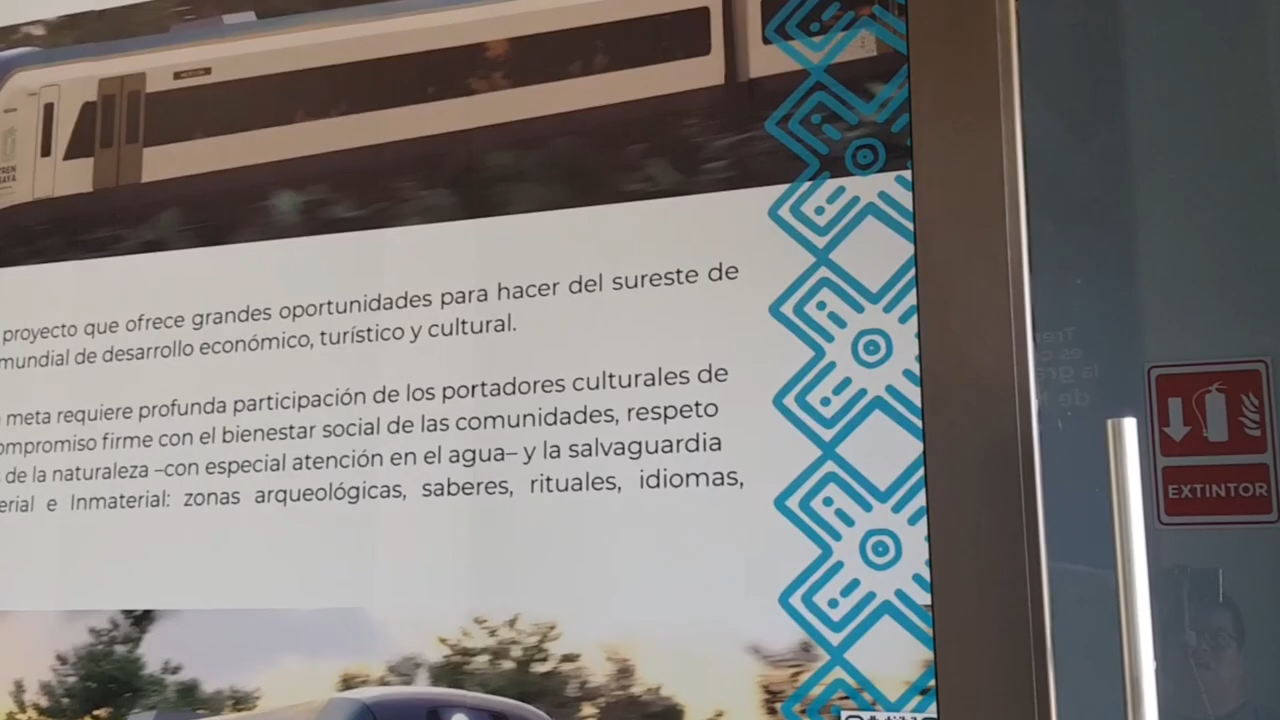 proyecto que ofrece grandes oportunidades para hacer del sureste de
mundial de desarrollo económico, turístico y cultural.
meta requiere profunda participación de los portadores culturales de
ompromiso firme con el bienestar social de las comunidades, respeto
de la naturaleza –con especial atención en el agua– y la salvaguardia
erial e Inmaterial: zonas arqueológicas, saberes, rituales, idiomas,
EXTINTOR